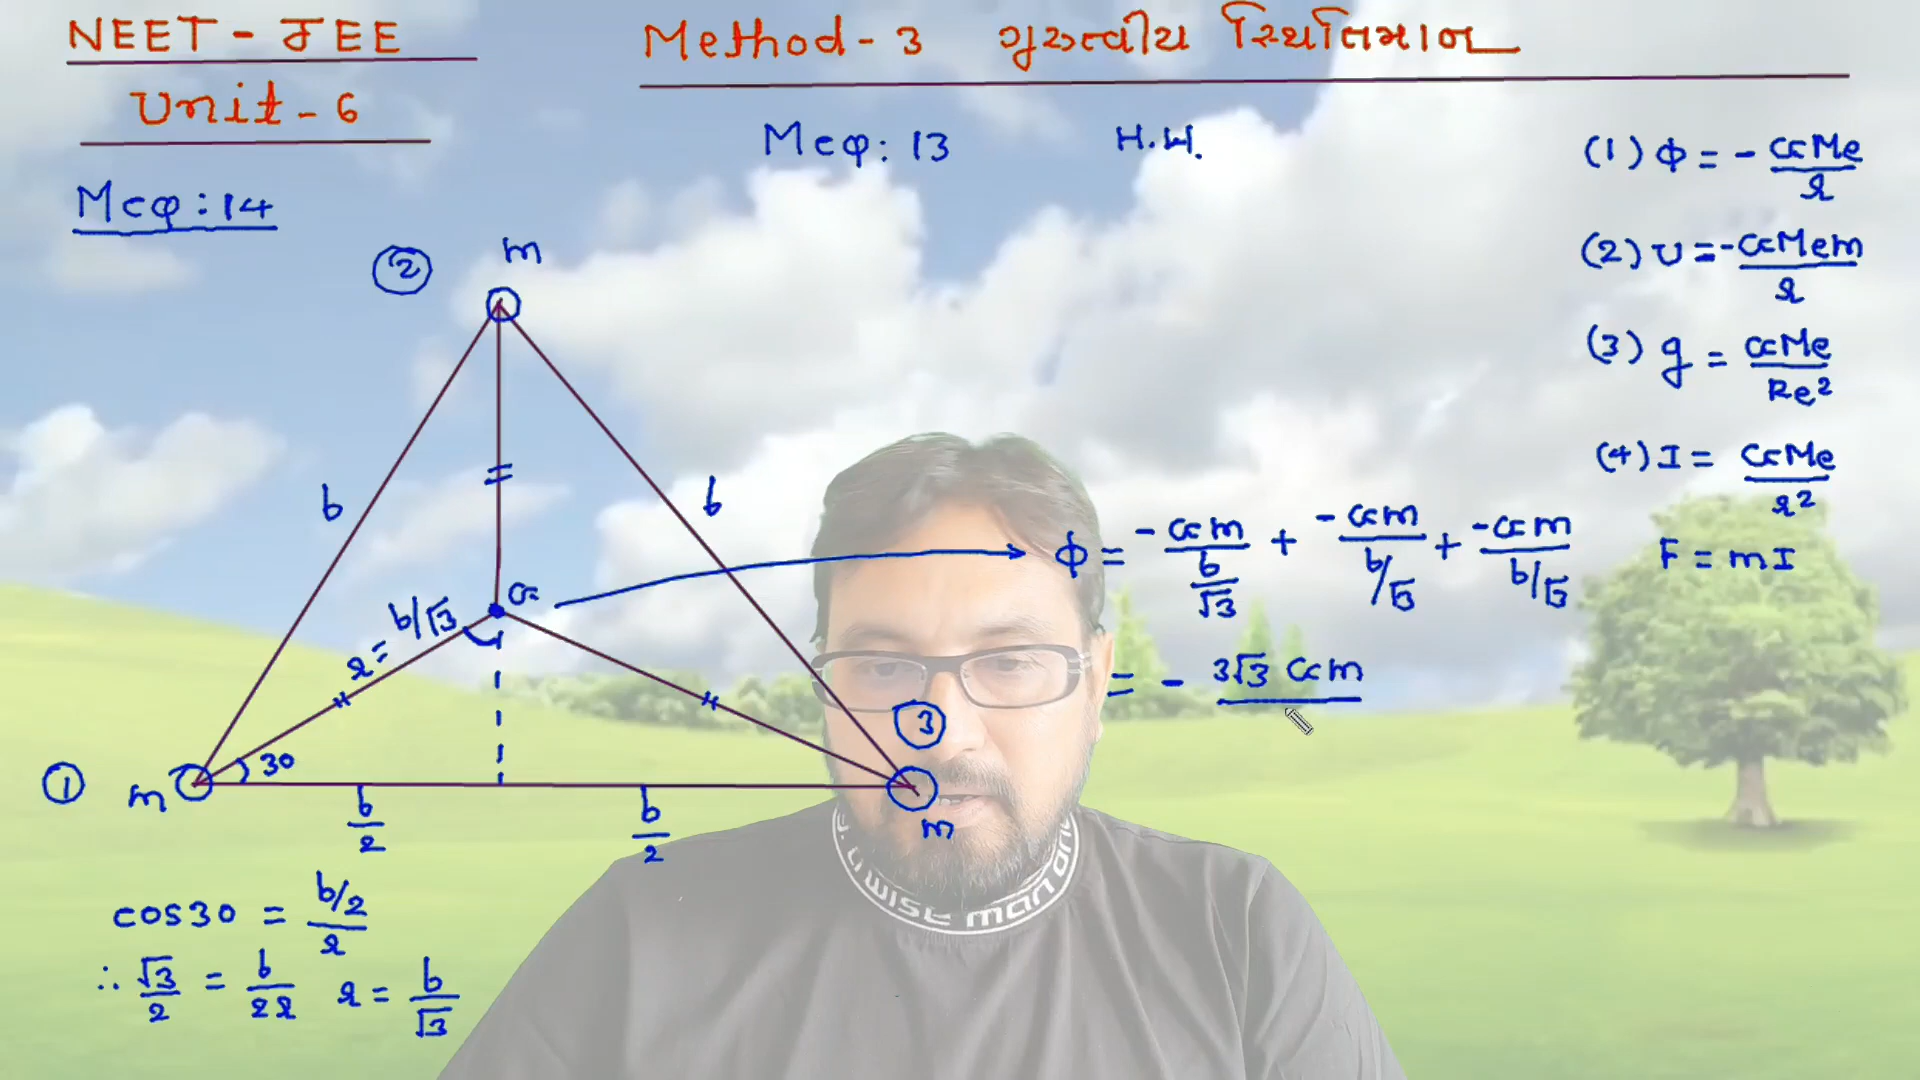 NEET - JEE
Unit - 6
Method - 3 ગુરુત્વીય સ્થિતિમાન
Mcq: 13 H.W.
Mcq: 14
(1) φ = - GMe/r
(2) U = - GMem/r
(3) g = GMe/Re²
(4) I = GMe/r²
F = mI
② m
b b
G
r = b/√3
φ = -Gm/(b/√3) + -Gm/(b/√3) + -Gm/(b/√3)
= - 3√3 Gm
① m 30 ③ m
b/2 b/2
cos30 = (b/2)/r
∴ √3/2 = b/2r r = b/√3